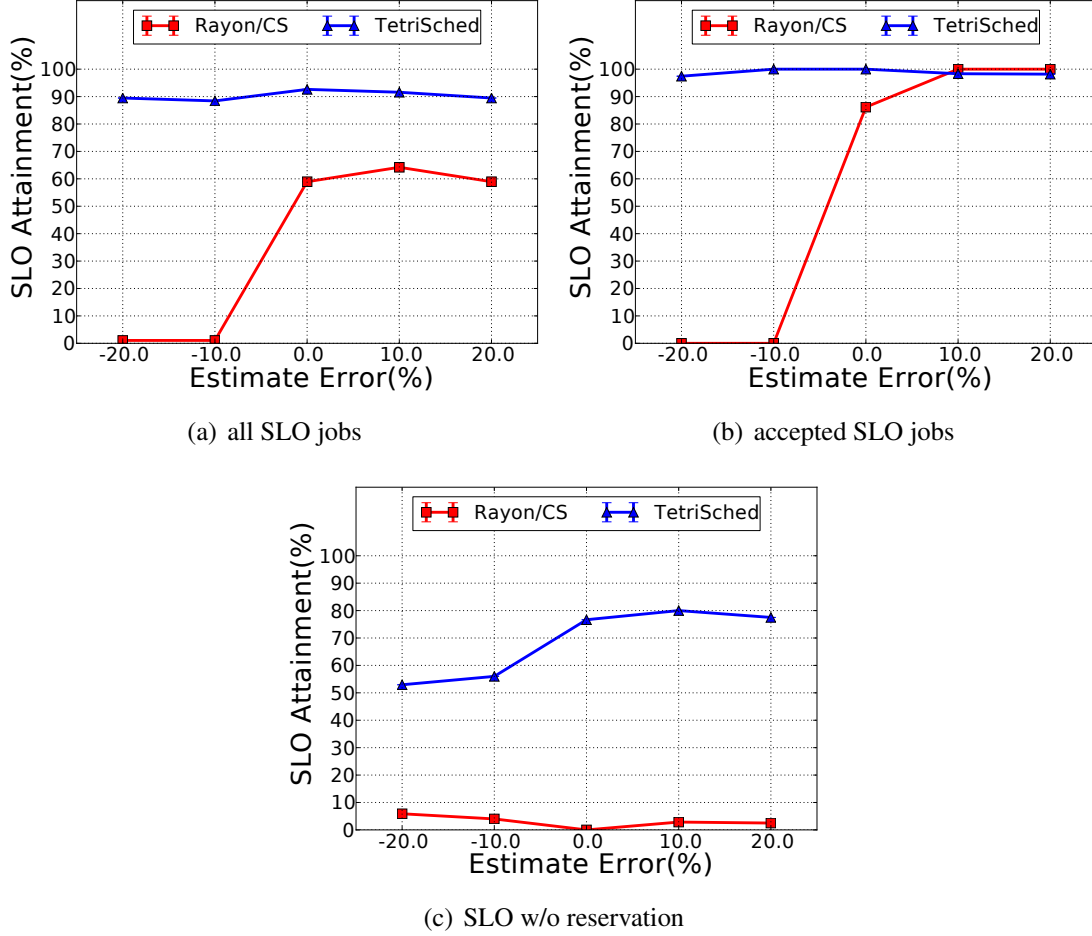 Rayon/CS TetriSched
100
90
80
70
60
50
40
30
20
10
0
SLO Attainment(%)
-20.0 -10.0 0.0 10.0 20.0
Estimate Error(%)
(a) all SLO jobs
Rayon/CS TetriSched
100
90
80
70
60
50
40
30
20
10
0
SLO Attainment(%)
-20.0 -10.0 0.0 10.0 20.0
Estimate Error(%)
(b) accepted SLO jobs
Rayon/CS TetriSched
100
90
80
70
60
50
40
30
20
10
0
SLO Attainment(%)
-20.0 -10.0 0.0 10.0 20.0
Estimate Error(%)
(c) SLO w/o reservation